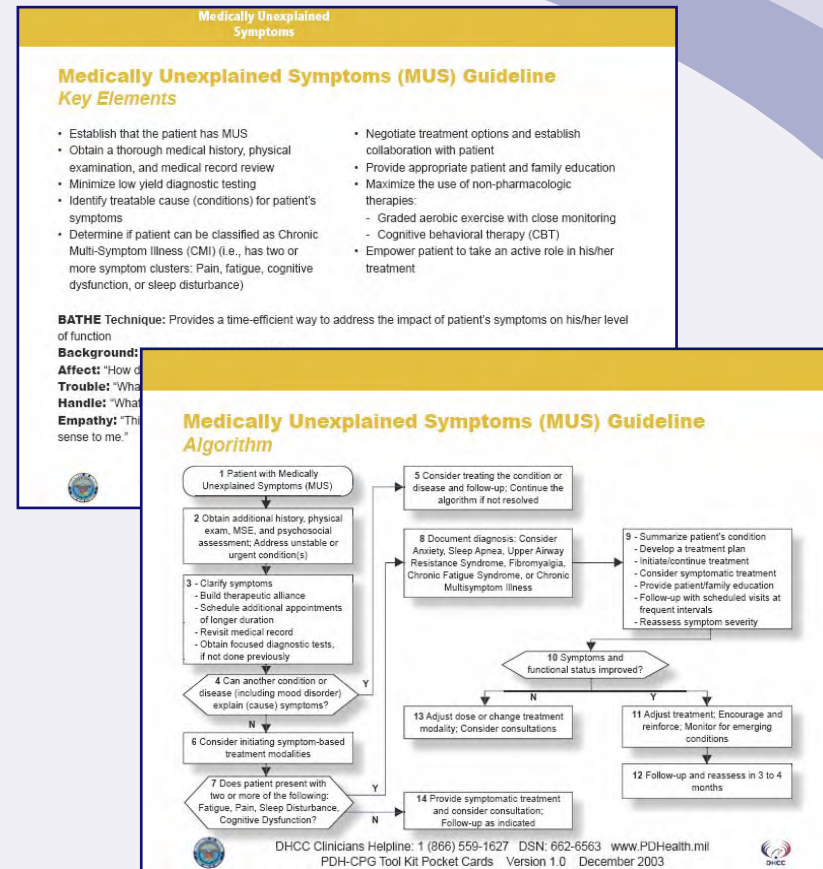 Medically Unexplained
Symptoms
Medically Unexplained Symptoms (MUS) Guideline
Key Elements
• Establish that the patient has MUS
• Obtain a thorough medical history, physical
examination, and medical record review
• Minimize low yield diagnostic testing
• Identify treatable cause (conditions) for patient's
symptoms
• Determine if patient can be classified as Chronic
Multi-Symptom Illness (CMI) (i.e., has two or
more symptom clusters: Pain, fatigue, cognitive
dysfunction, or sleep disturbance)
• Negotiate treatment options and establish
collaboration with patient
• Provide appropriate patient and family education
• Maximize the use of non-pharmacologic
therapies:
- Graded aerobic exercise with close monitoring
- Cognitive behavioral therapy (CBT)
• Empower patient to take an active role in his/her
treatment
BATHE Technique: Provides a time-efficient way to address the impact of patient's symptoms on his/her level
of function
Background:
Affect: "How
Trouble:
Handle: "What
Empathy:
sense to me."
Medically Unexplained Symptoms (MUS) Guideline
Algorithm
1 Patient with Medically
Unexplained Symptoms (MUS)
2 Obtain additional history, physical
exam, MSE, and psychosocial
assessment; Address unstable or
urgent condition(s)
3 - Clarify symptoms
- Build therapeutic alliance
- Schedule additional appointments
of longer duration
- Revisit medical record
- Obtain focused diagnostic tests,
if not done previously
4 Can another condition or
disease (including mood disorder)
explain (cause) symptoms?
Y
N
5 Consider treating the condition or
disease and follow-up; Continue the
algorithm if not resolved
6 Consider initiating symptom-based
treatment modalities
7 Does patient present with
two or more of the following:
Fatigue, Pain, Sleep Disturbance,
Cognitive Dysfunction?
Y
N
8 Document diagnosis: Consider
Anxiety, Sleep Apnea, Upper Airway
Resistance Syndrome, Fibromyalgia,
Chronic Fatigue Syndrome, or Chronic
Multisymptom Illness
9 - Summarize patient's condition
- Develop a treatment plan
- Initiate/continue treatment
- Consider symptomatic treatment
- Provide patient/family education
- Follow-up with scheduled visits at
frequent intervals
- Reassess symptom severity
10 Symptoms and
functional status improved?
N
Y
13 Adjust dose or change treatment
modality; Consider consultations
11 Adjust treatment; Encourage and
reinforce; Monitor for emerging
conditions
12 Follow-up and reassess in 3 to 4
months
14 Provide symptomatic treatment
and consider consultation;
Follow-up as indicated
DHCC Clinicians Helpline: 1 (866) 559-1627 DSN: 662-6563 www.PDHealth.mil
PDH-CPG Tool Kit Pocket Cards Version 1.0 December 2003
DHCC